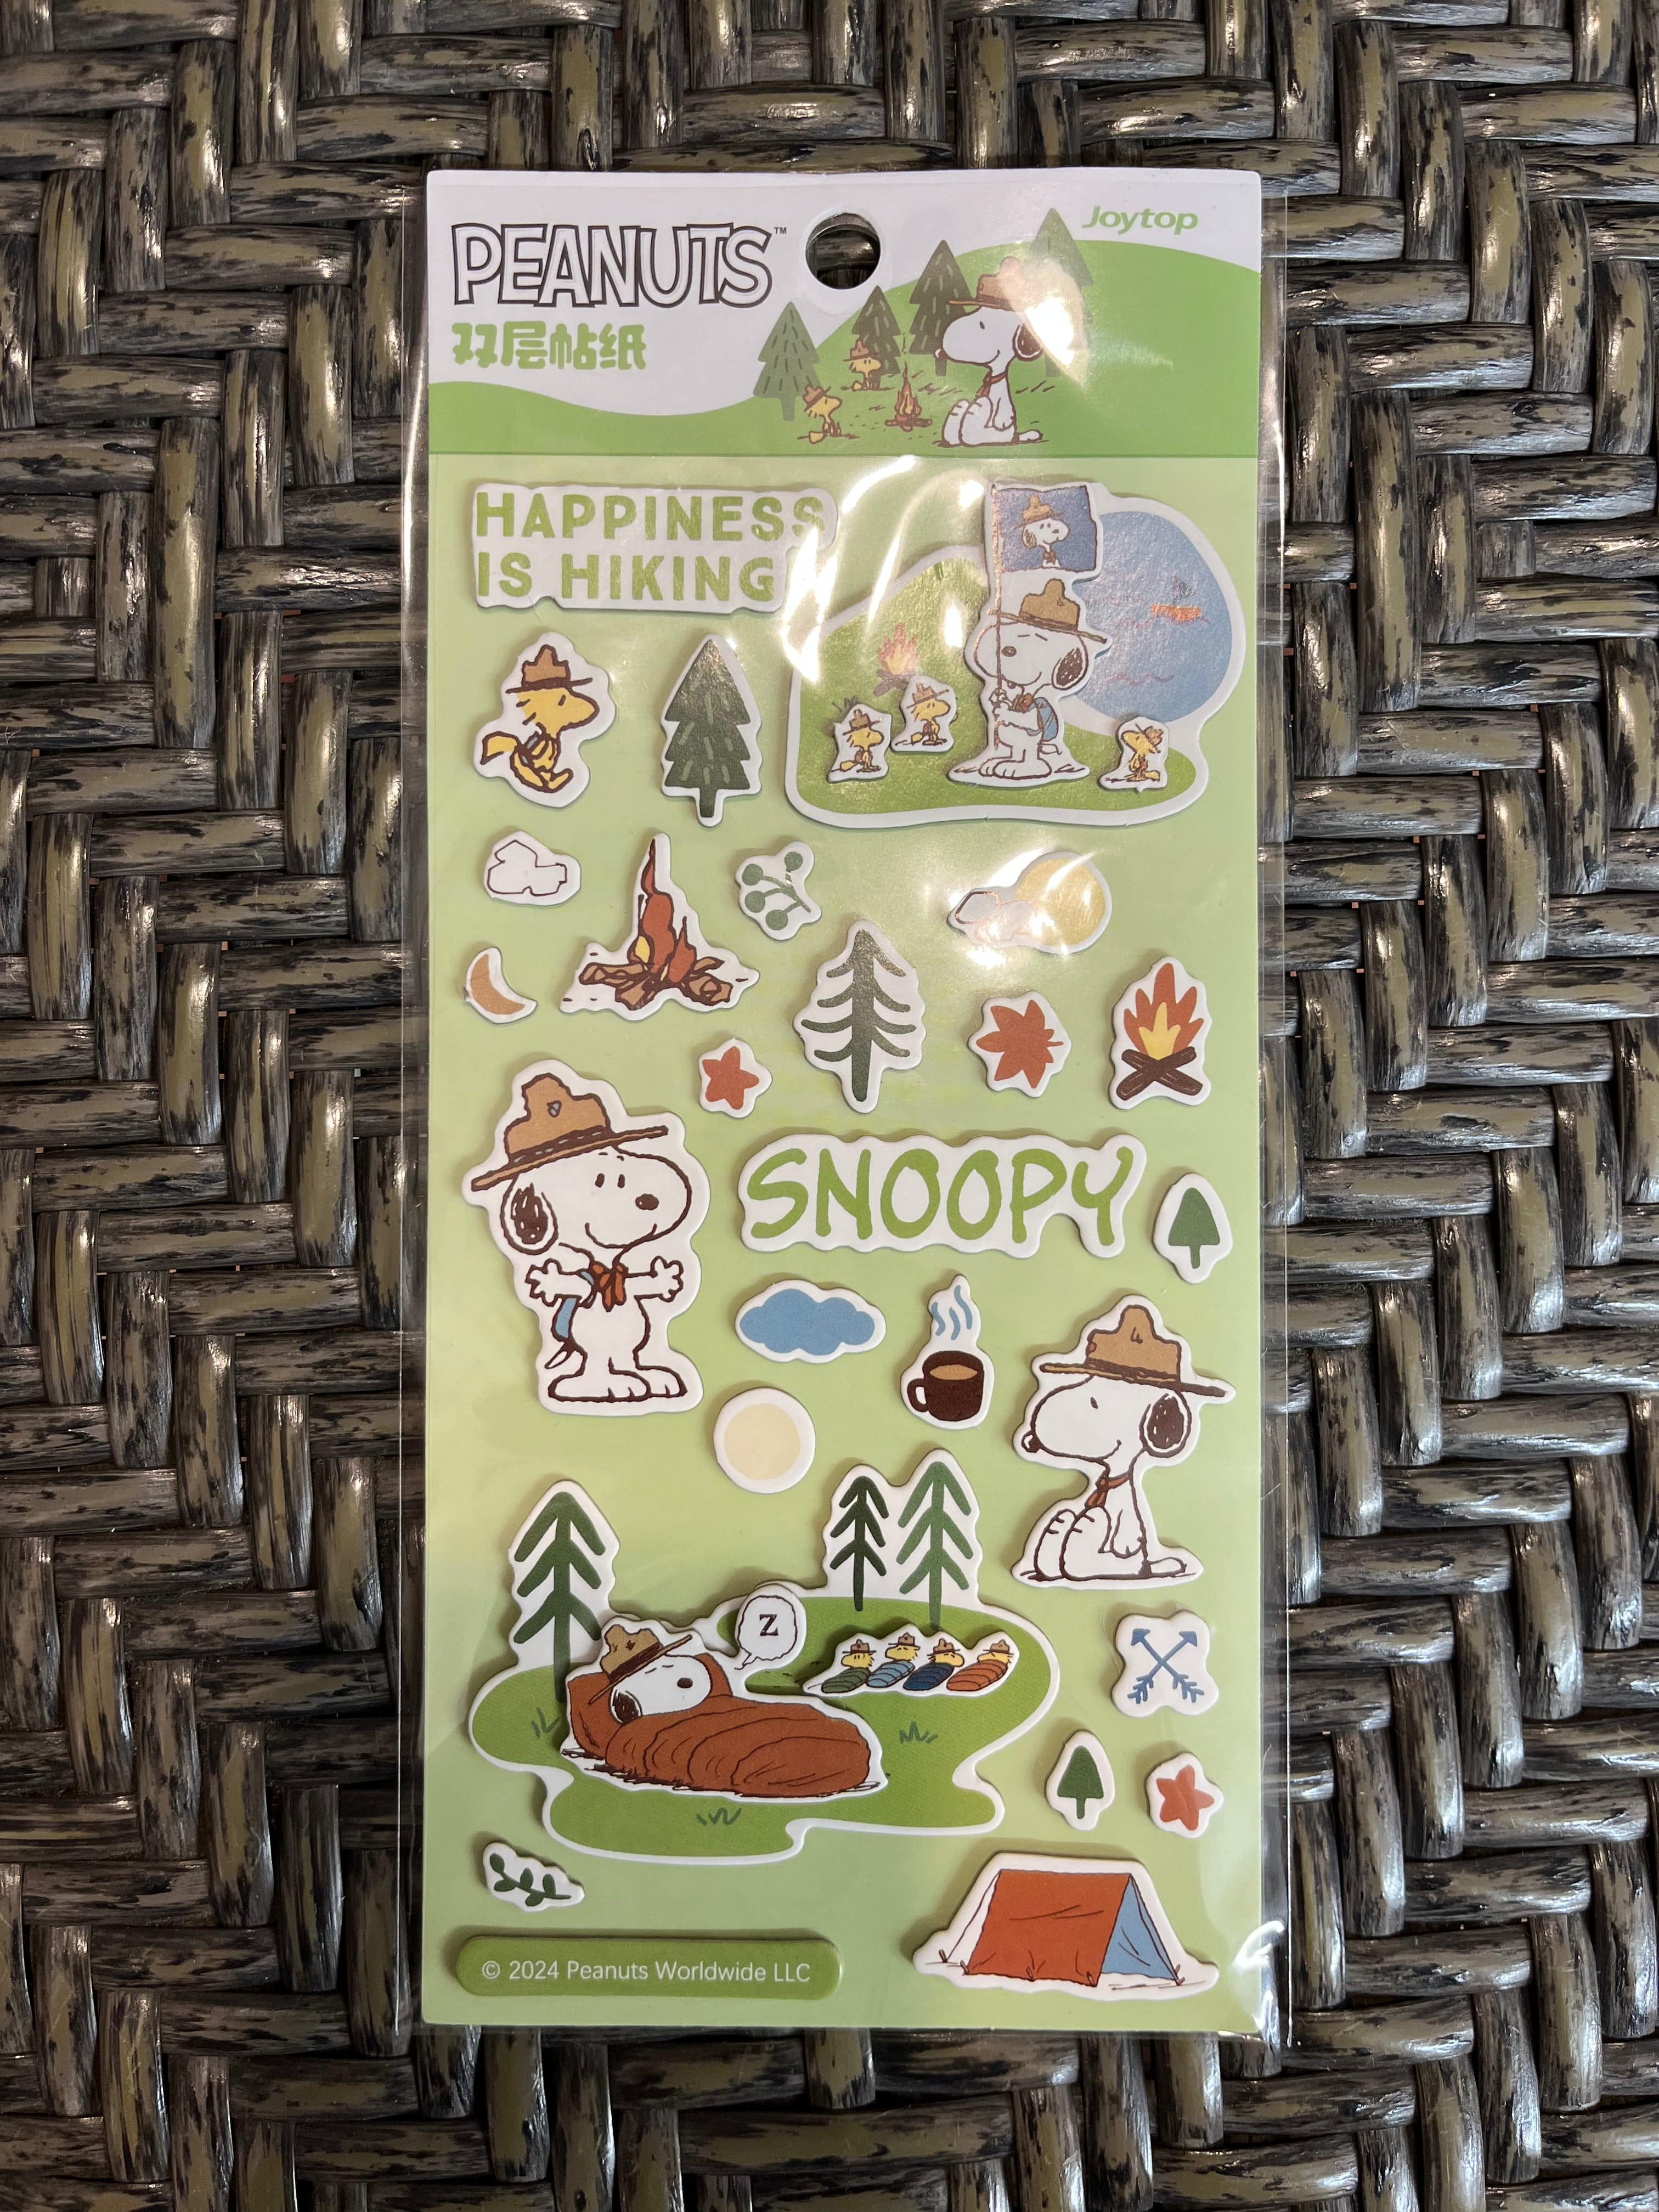 PEANUTS™
Joytop
双层帖纸
HAPPINESS
IS HIKING
SNOOPY
Z
© 2024 Peanuts Worldwide LLC